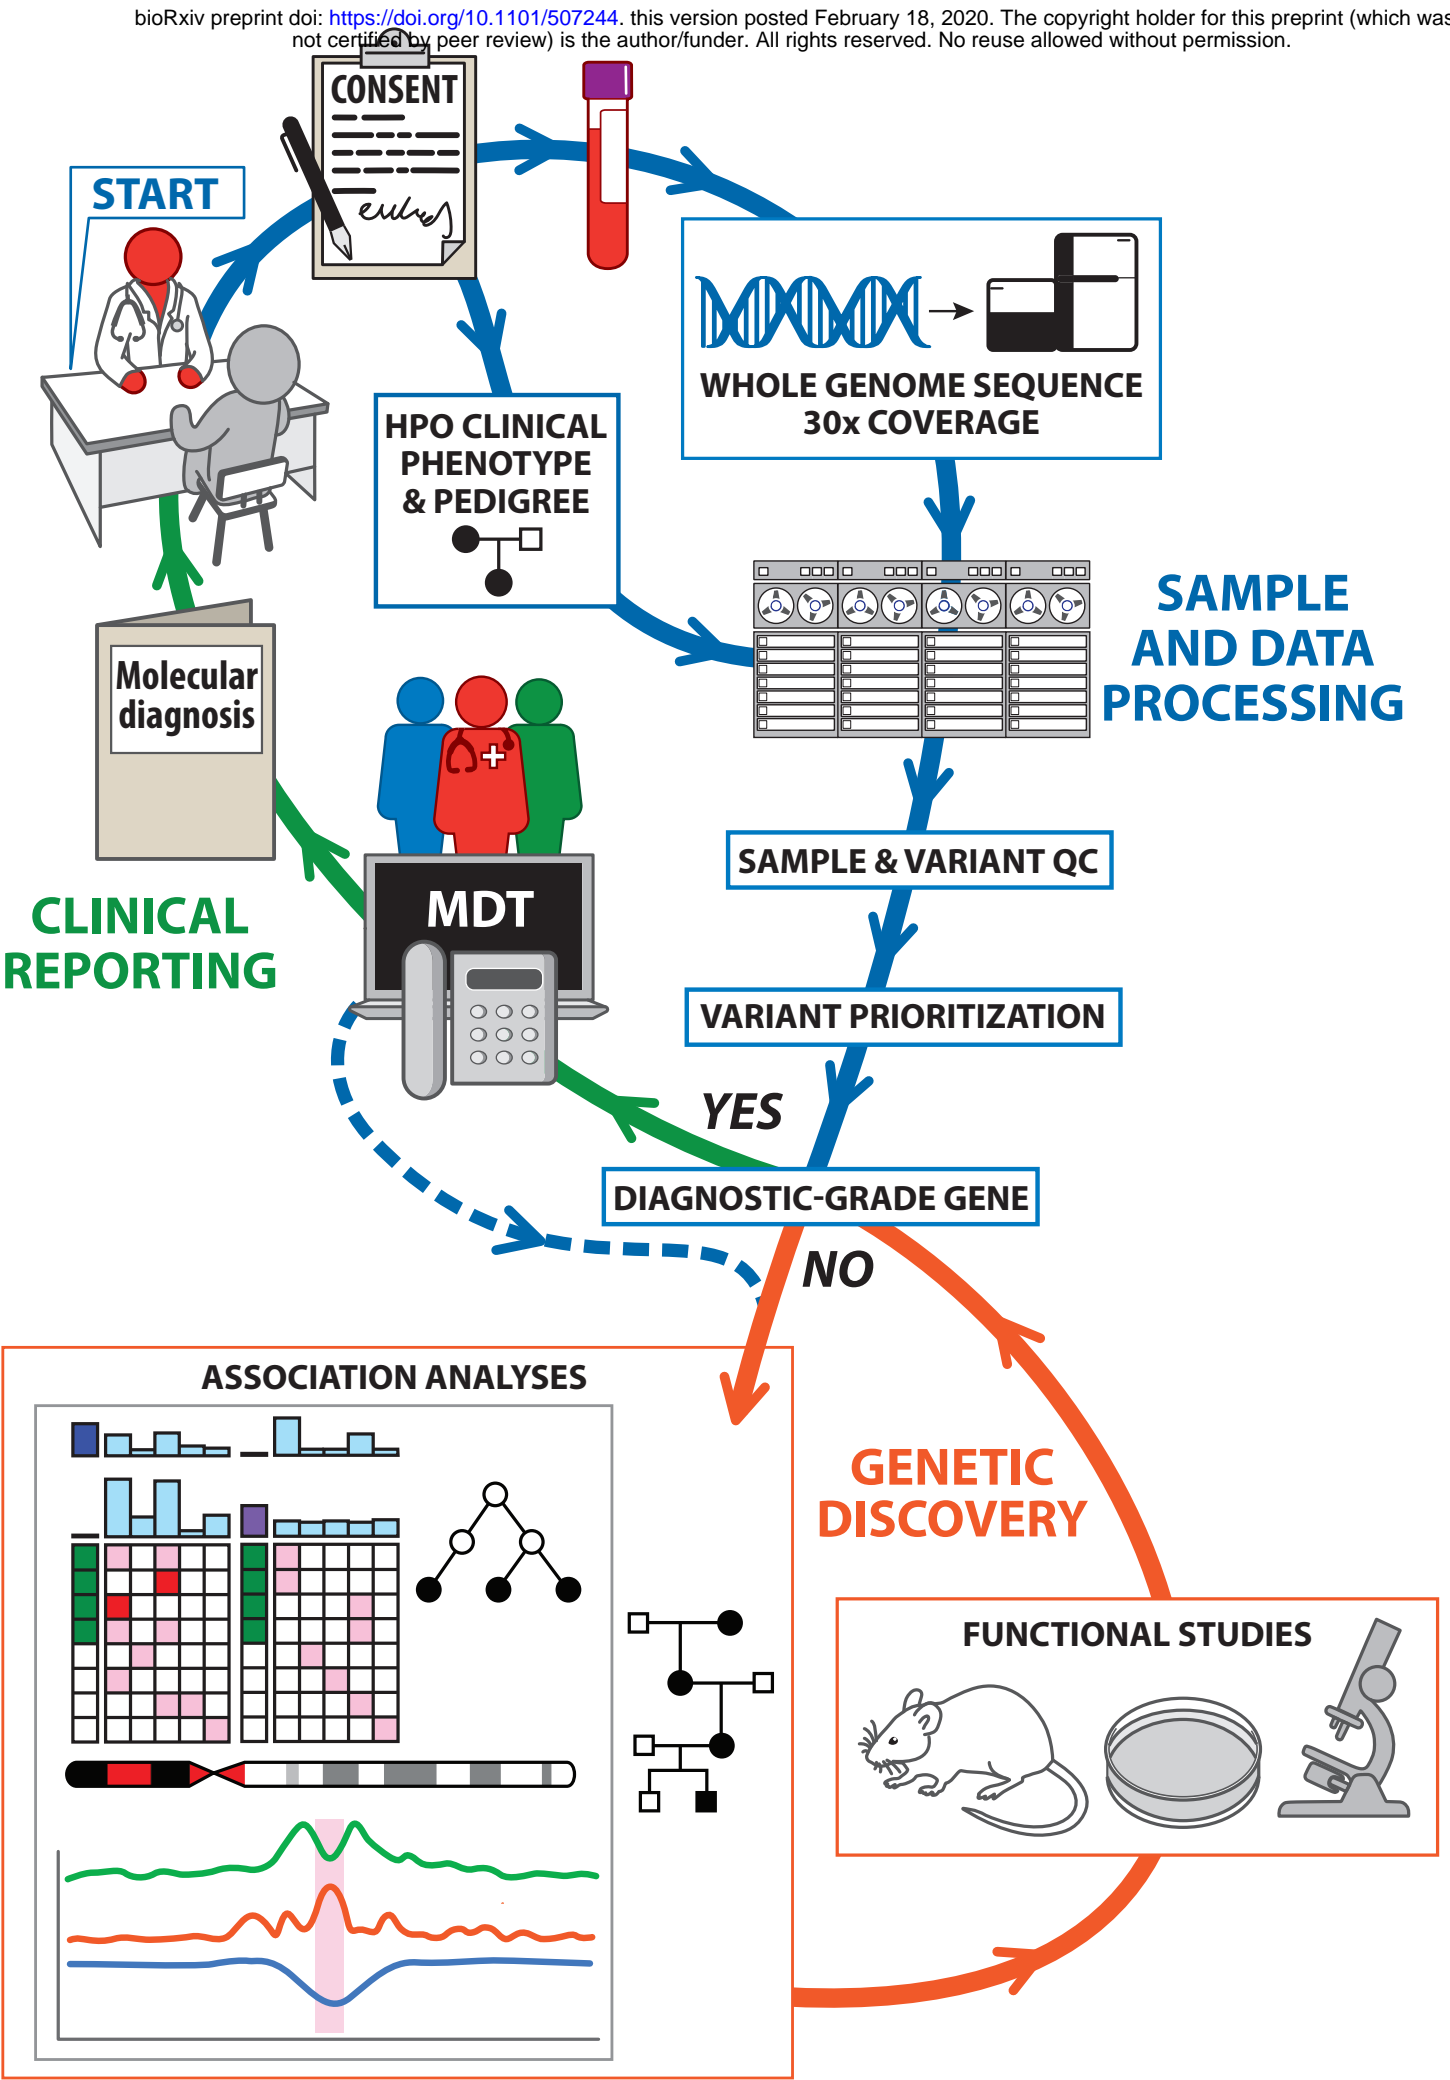 bioRxiv preprint doi: https://doi.org/10.1101/507244. this version posted February 18, 2020. The copyright holder for this preprint (which was
not certified by peer review) is the author/funder. All rights reserved. No reuse allowed without permission.
CONSENT
START
WHOLE GENOME SEQUENCE
30x COVERAGE
HPO CLINICAL
PHENOTYPE
& PEDIGREE
SAMPLE
AND DATA
PROCESSING
Molecular
diagnosis
SAMPLE & VARIANT QC
MDT
CLINICAL
REPORTING
VARIANT PRIORITIZATION
YES
DIAGNOSTIC-GRADE GENE
NO
ASSOCIATION ANALYSES
GENETIC
DISCOVERY
FUNCTIONAL STUDIES